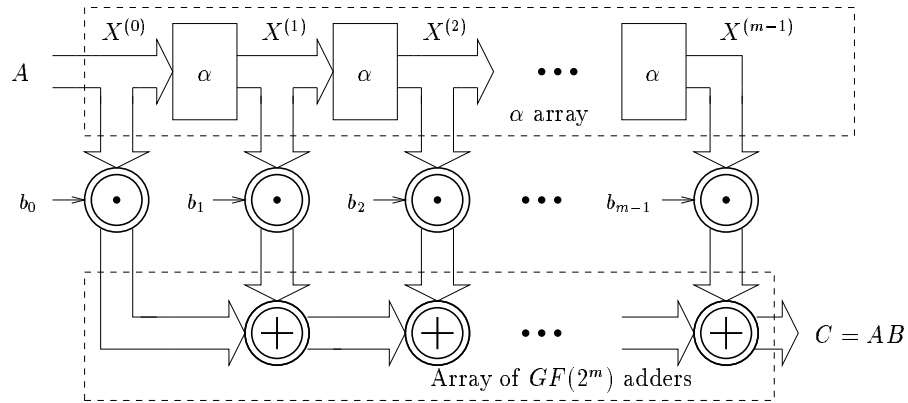 X^{(0)} X^{(1)} X^{(2)} X^{(m-1)}
A α α ••• α
α array
b_0 b_1 b_2 ••• b_{m-1}
+ + ••• + C = AB
Array of GF(2^m) adders